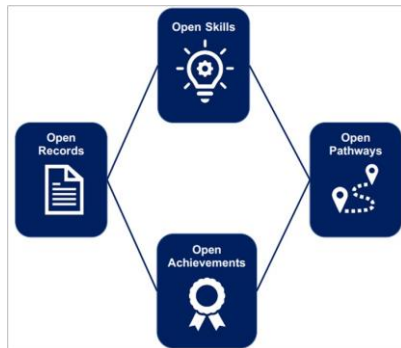 Open Skills
Open
Records
Open
Pathways
Open
Achievements